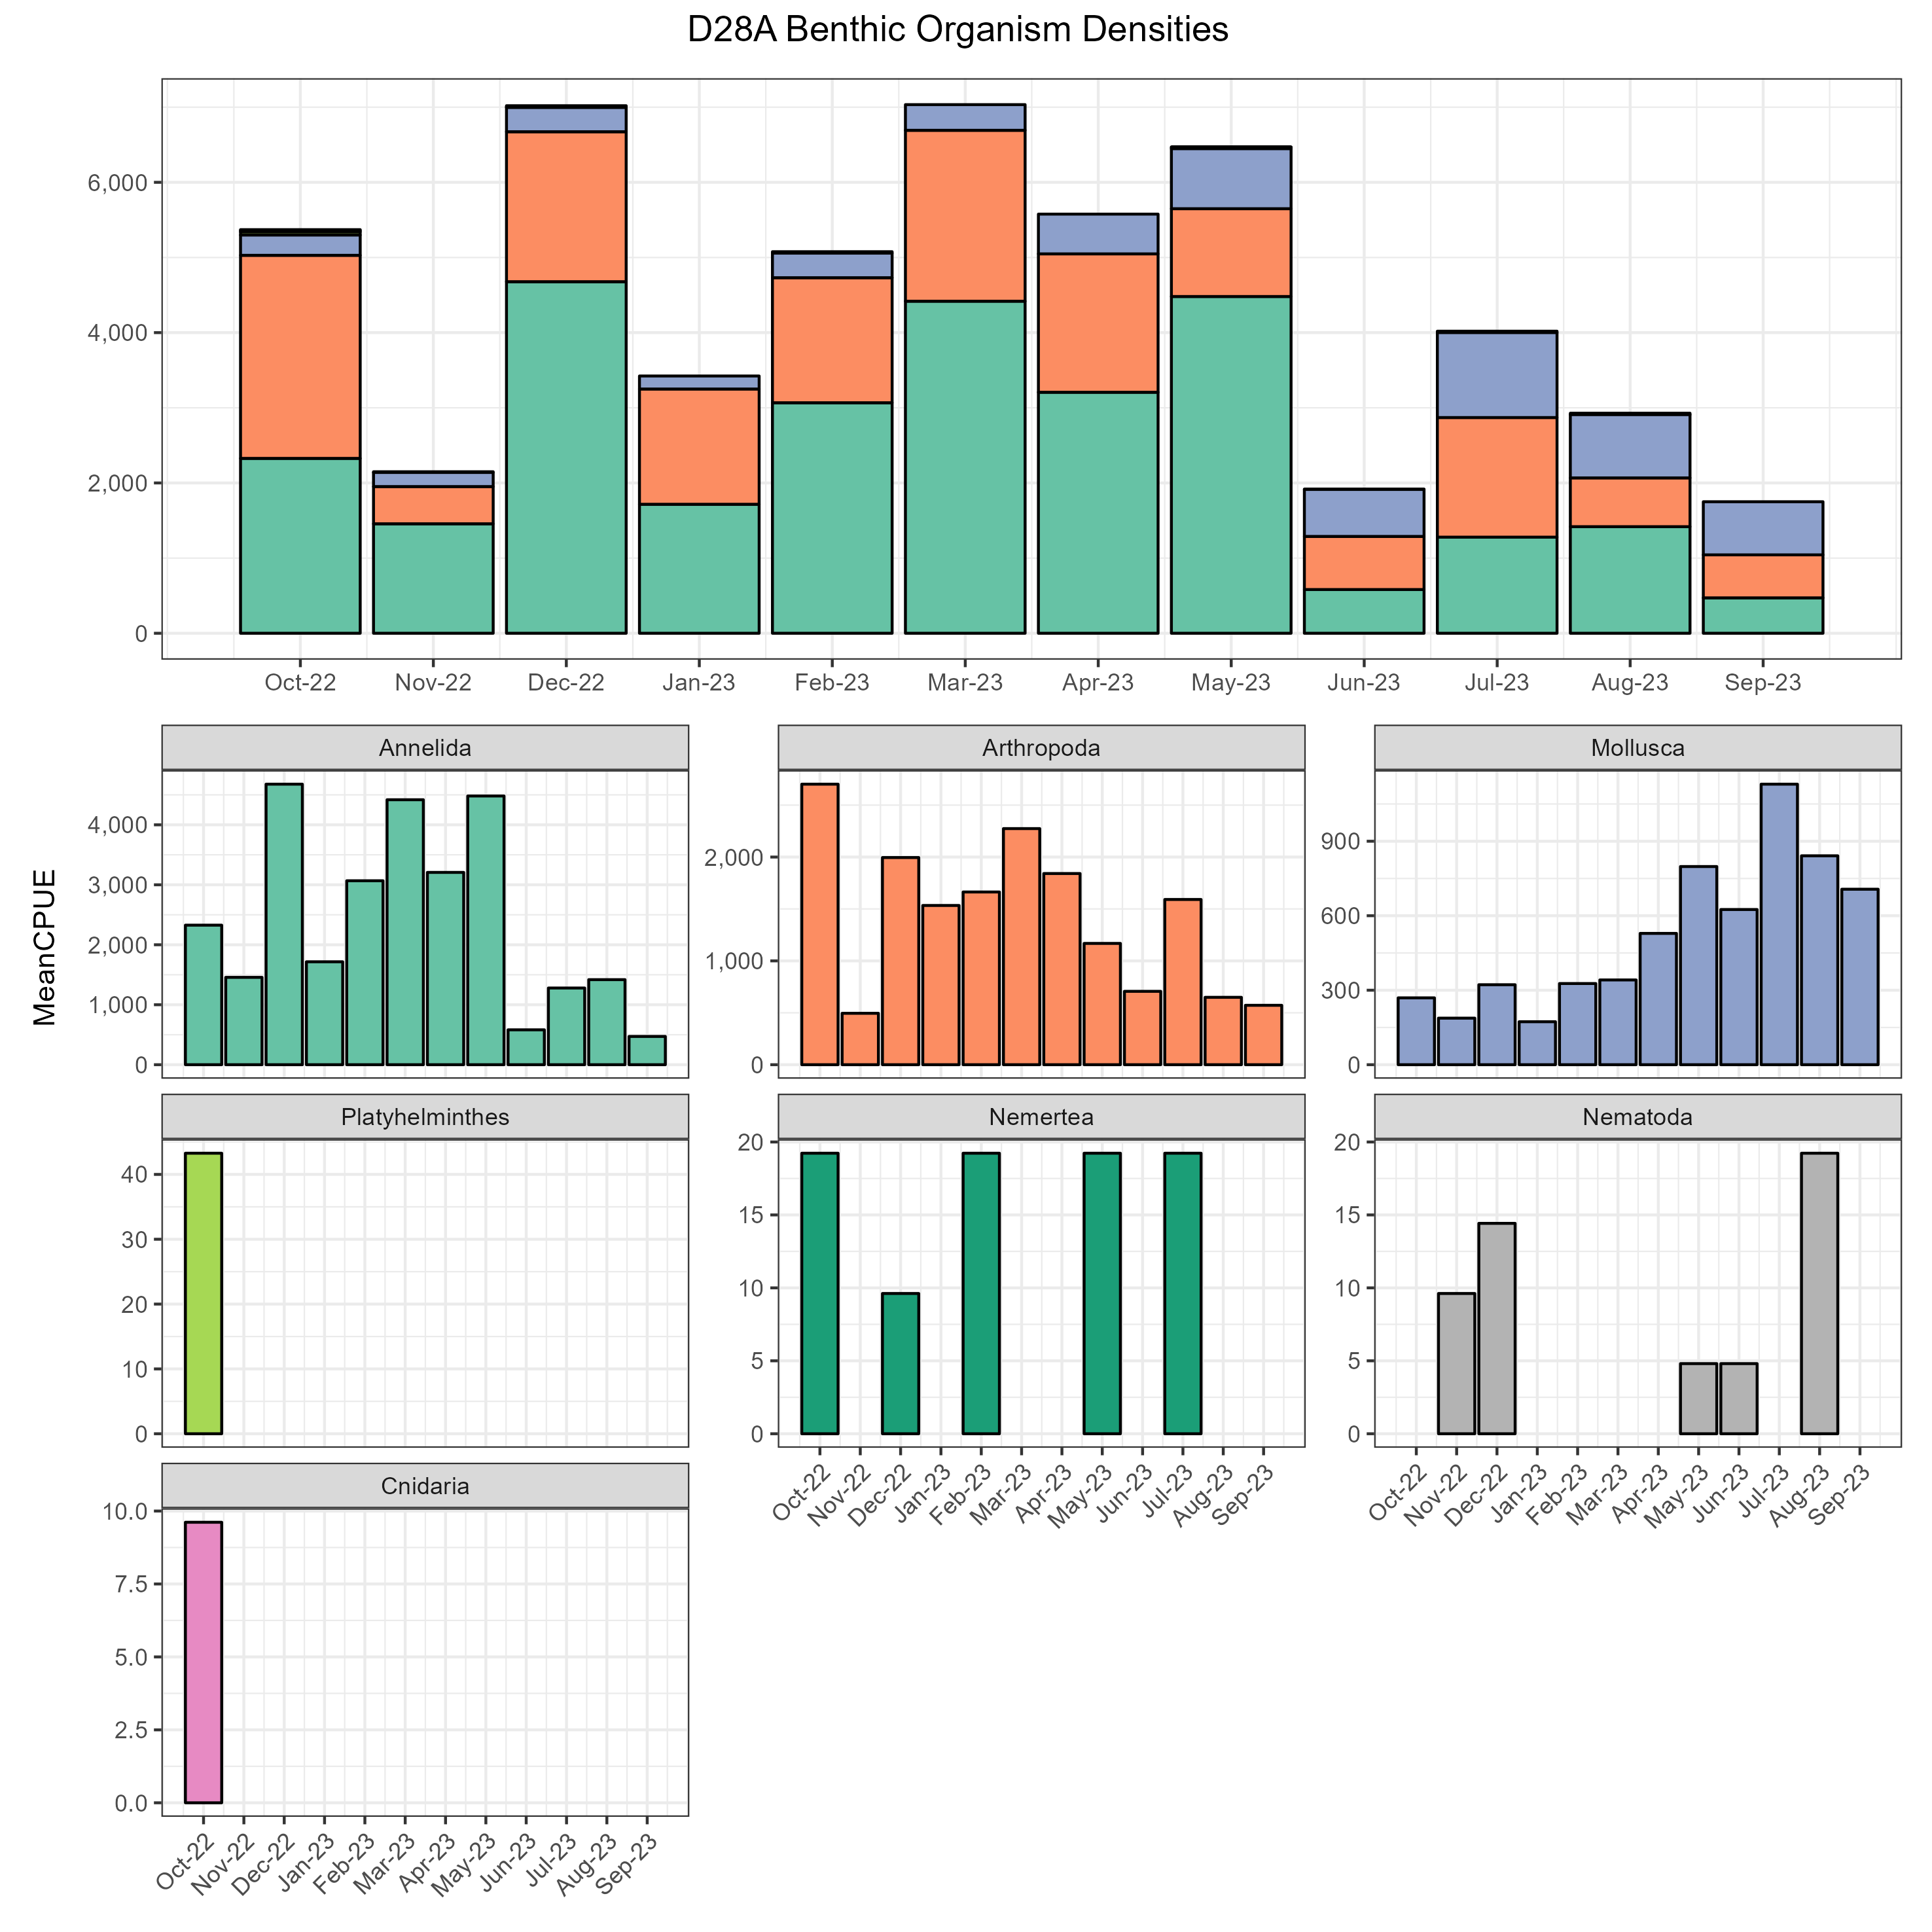 D28A Benthic Organism Densities
6,000
4,000
2,000
0
Oct-22 Nov-22 Dec-22 Jan-23 Feb-23 Mar-23 Apr-23 May-23 Jun-23 Jul-23 Aug-23 Sep-23
MeanCPUE
Annelida
4,000
3,000
2,000
1,000
0
Arthropoda
2,000
1,000
0
Mollusca
900
600
300
0
Platyhelminthes
40
30
20
10
0
Nemertea
20
15
10
5
0
Oct-22 Nov-22 Dec-22 Jan-23 Feb-23 Mar-23 Apr-23 May-23 Jun-23 Jul-23 Aug-23 Sep-23
Nematoda
20
15
10
5
0
Oct-22 Nov-22 Dec-22 Jan-23 Feb-23 Mar-23 Apr-23 May-23 Jun-23 Jul-23 Aug-23 Sep-23
Cnidaria
10.0
7.5
5.0
2.5
0.0
Oct-22 Nov-22 Dec-22 Jan-23 Feb-23 Mar-23 Apr-23 May-23 Jun-23 Jul-23 Aug-23 Sep-23